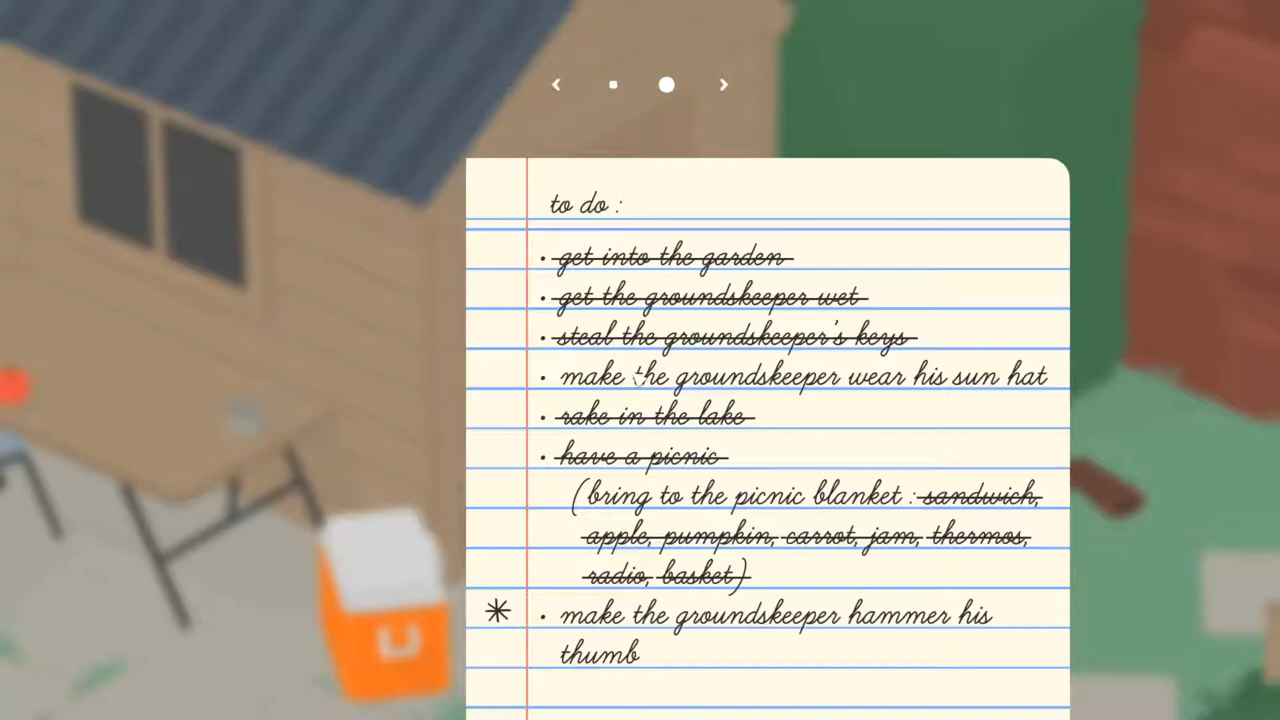 to do :
• get into the garden
• get the groundskeeper wet
• steal the groundskeeper's keys
• make the groundskeeper wear his sun hat
• rake in the lake
• have a picnic
(bring to the picnic blanket : sandwich,
apple, pumpkin, carrot, jam, thermos,
radio, basket)
• make the groundskeeper hammer his
thumb